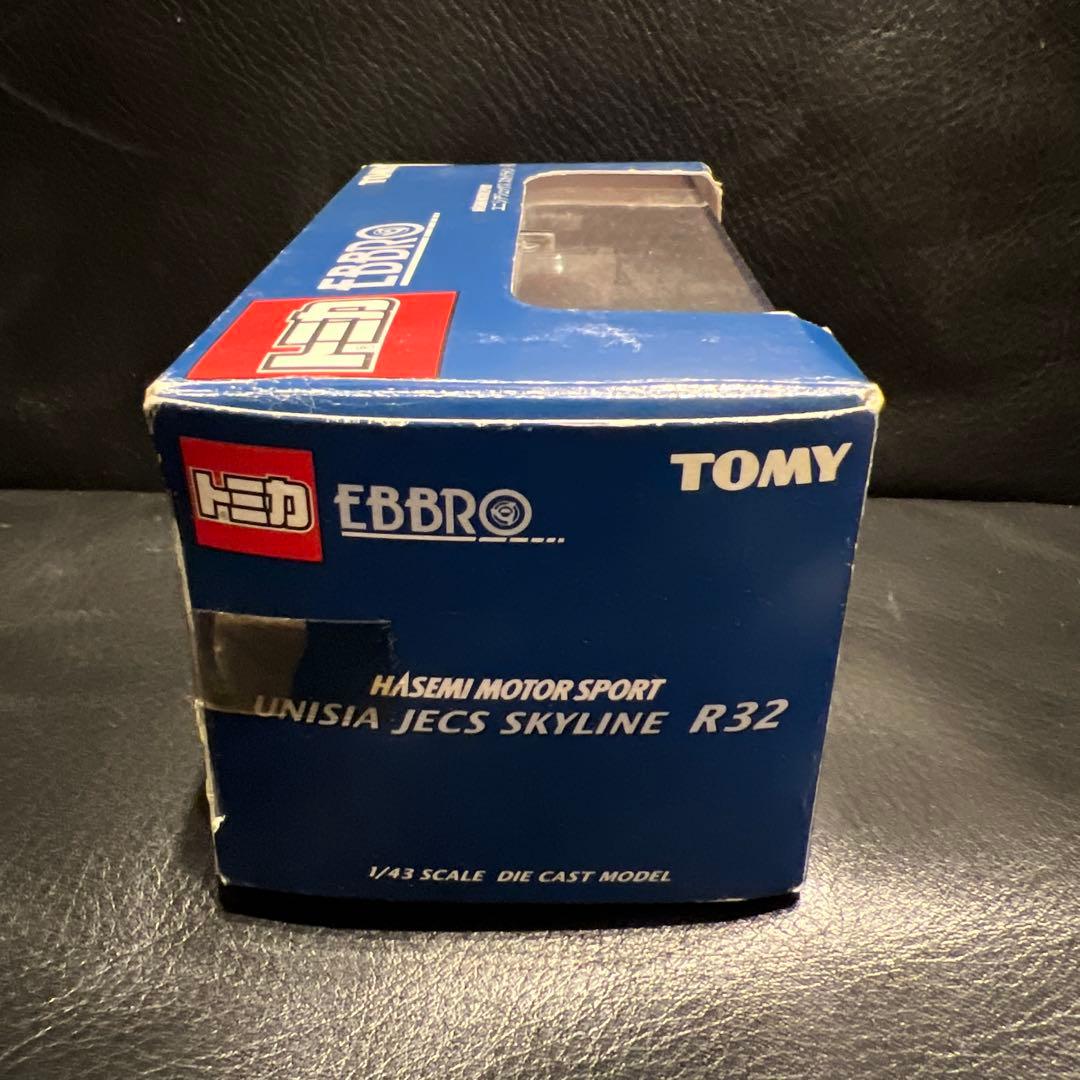 TOMY
EBBRO
トミカ
トミカ
EBBRO
TOMY
HASEMI MOTOR SPORT
UNISIA JECS SKYLINE R32
1/43 SCALE DIE CAST MODEL